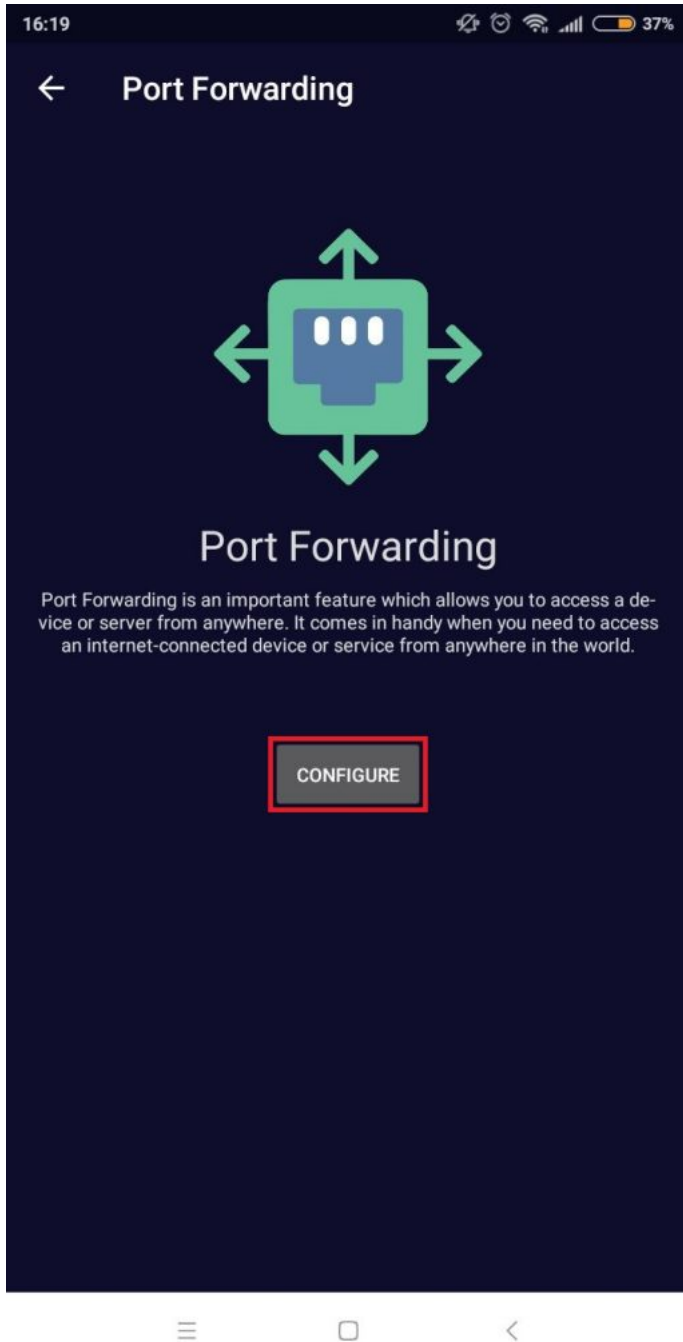 16:19
37%
Port Forwarding
Port Forwarding
Port Forwarding is an important feature which allows you to access a de-
vice or server from anywhere. It comes in handy when you need to access
an internet-connected device or service from anywhere in the world.
CONFIGURE